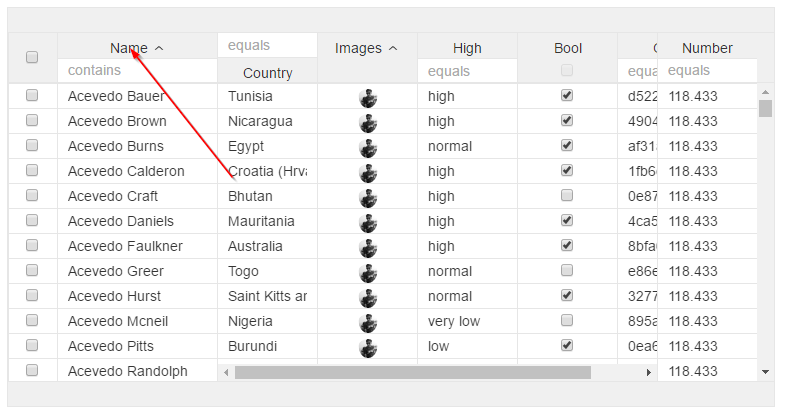 Name equals Images High Bool Number
contains Country equals equals
Acevedo Bauer Tunisia high d522 118.433
Acevedo Brown Nicaragua high 4904 118.433
Acevedo Burns Egypt normal af31 118.433
Acevedo Calderon Croatia (Hrv high 1fb6 118.433
Acevedo Craft Bhutan high 0e87 118.433
Acevedo Daniels Mauritania high 4ca5 118.433
Acevedo Faulkner Australia high 8bfa 118.433
Acevedo Greer Togo normal e86e 118.433
Acevedo Hurst Saint Kitts normal 3277 118.433
Acevedo Mcneil Nigeria very low 895a 118.433
Acevedo Pitts Burundi low 0ea6 118.433
Acevedo Randolph 118.433